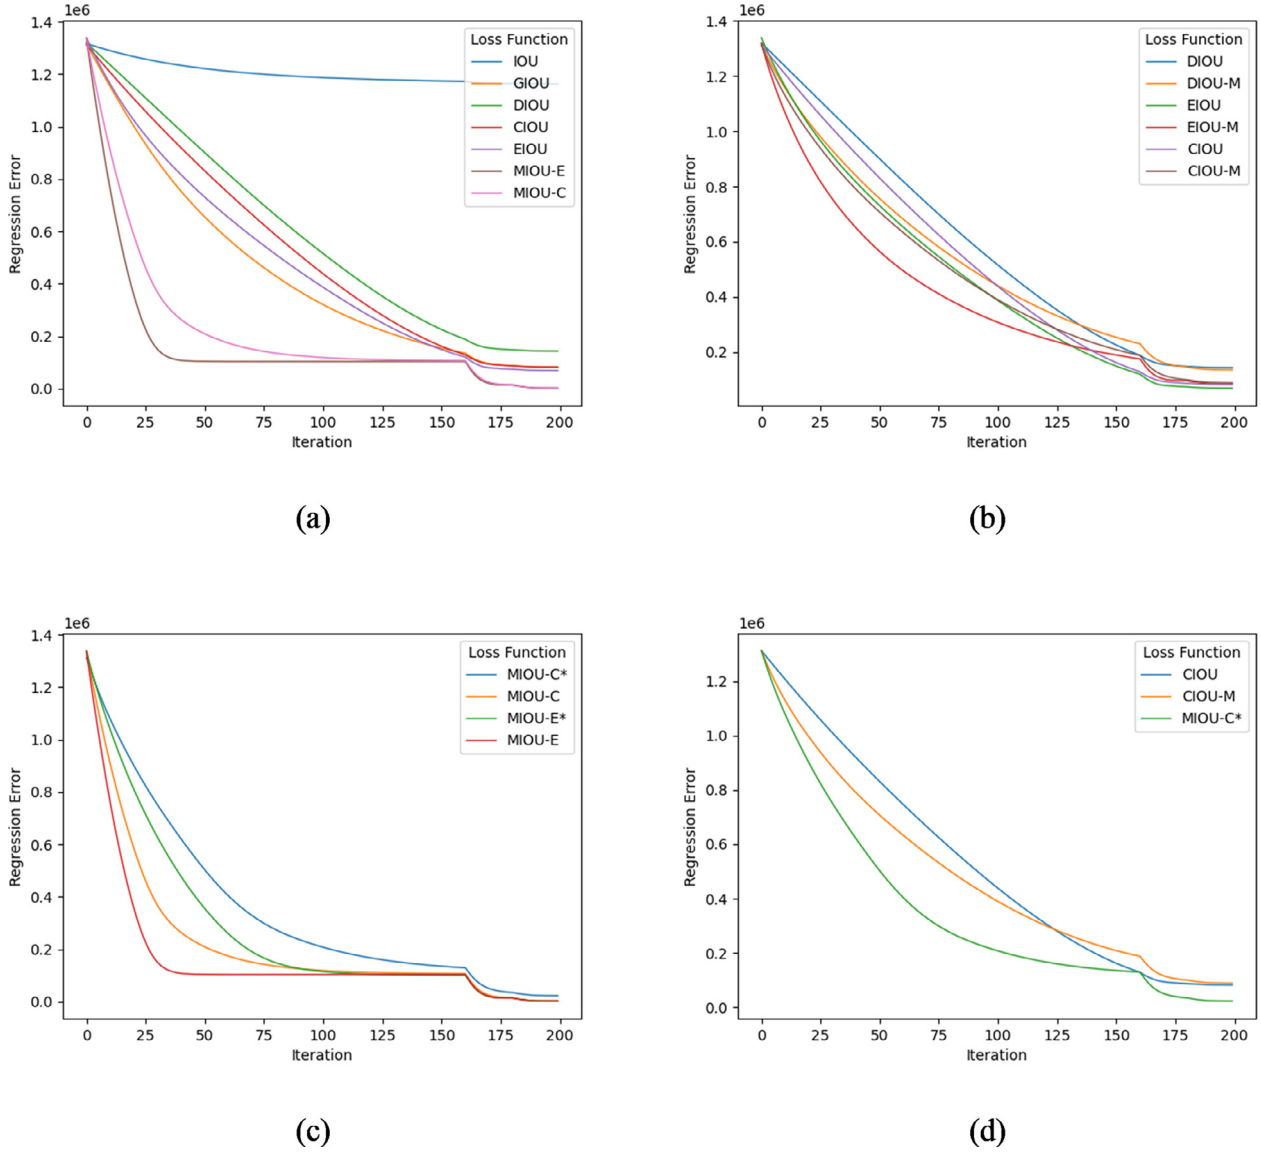 1e6
1.4
1.2
1.0
0.8
0.6
0.4
0.2
0.0
Regression Error
Loss Function
IOU
GIOU
DIOU
CIOU
EIOU
MIOU-E
MIOU-C
0 25 50 75 100 125 150 175 200
Iteration
(a)
1e6
1.4
1.2
1.0
0.8
0.6
0.4
0.2
Regression Error
Loss Function
DIOU
DIOU-M
EIOU
EIOU-M
CIOU
CIOU-M
0 25 50 75 100 125 150 175 200
Iteration
(b)
1e6
1.4
1.2
1.0
0.8
0.6
0.4
0.2
0.0
Regression Error
Loss Function
MIOU-C*
MIOU-C
MIOU-E*
MIOU-E
0 25 50 75 100 125 150 175 200
Iteration
(c)
1e6
1.2
1.0
0.8
0.6
0.4
0.2
0.0
Regression Error
Loss Function
CIOU
CIOU-M
MIOU-C*
0 25 50 75 100 125 150 175 200
Iteration
(d)